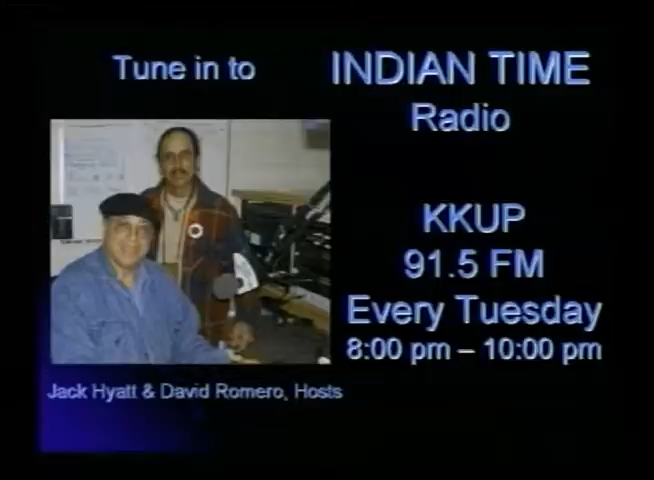 Tune in to
INDIAN TIME
Radio
KKUP
91.5 FM
Every Tuesday
8:00 pm – 10:00 pm
Jack Hyatt & David Romero, Hosts